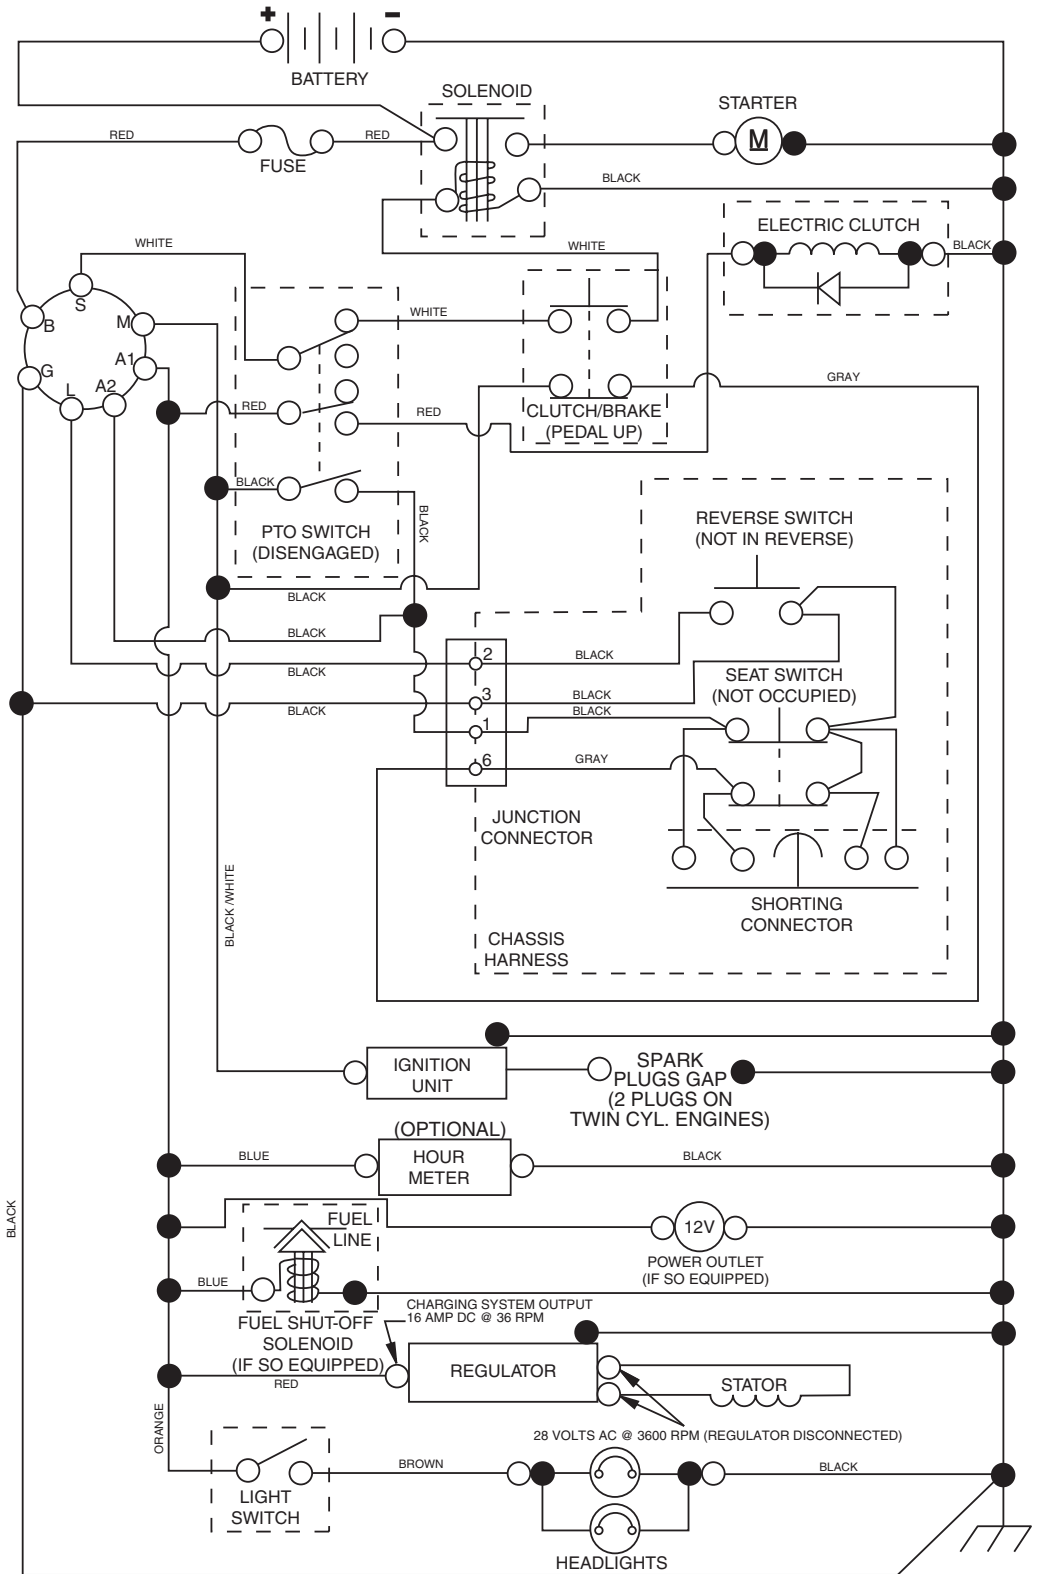 + −
BATTERY
SOLENOID
STARTER
RED
FUSE
RED
M
BLACK
WHITE
WHITE
ELECTRIC CLUTCH
BLACK
S
B
M
G
A1
L
A2
WHITE
RED
RED
GRAY
CLUTCH/BRAKE
(PEDAL UP)
BLACK
PTO SWITCH
(DISENGAGED)
BLACK
REVERSE SWITCH
(NOT IN REVERSE)
BLACK
BLACK
BLACK
2
BLACK
SEAT SWITCH
(NOT OCCUPIED)
3
BLACK
BLACK
1
BLACK
6
GRAY
JUNCTION
CONNECTOR
BLACK/WHITE
SHORTING
CONNECTOR
CHASSIS
HARNESS
IGNITION
UNIT
SPARK
PLUGS GAP
(2 PLUGS ON
TWIN CYL. ENGINES)
(OPTIONAL)
HOUR
METER
BLUE
BLACK
BLACK
FUEL
LINE
12V
POWER OUTLET
(IF SO EQUIPPED)
BLUE
FUEL SHUT-OFF
SOLENOID
(IF SO EQUIPPED)
CHARGING SYSTEM OUTPUT
16 AMP DC @ 36 RPM
RED
REGULATOR
STATOR
28 VOLTS AC @ 3600 RPM (REGULATOR DISCONNECTED)
ORANGE
BROWN
BLACK
LIGHT
SWITCH
HEADLIGHTS